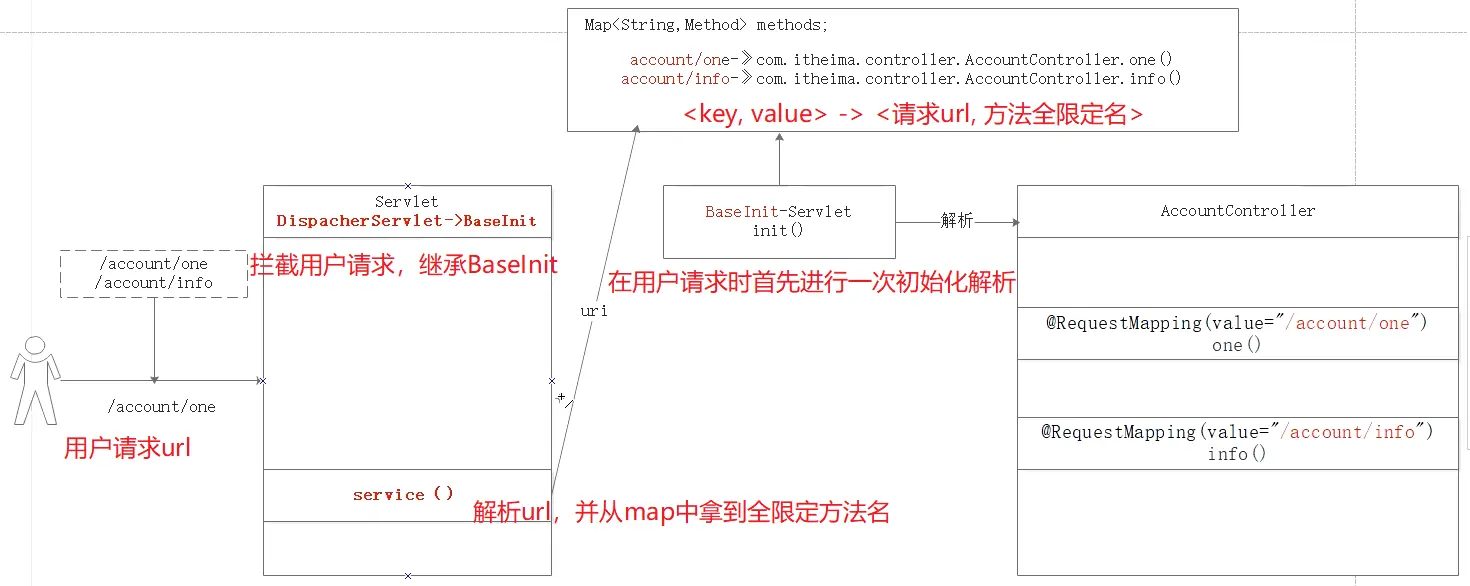 Map<String,Method> methods;
account/one-》com.itheima.controller.AccountController.one()
account/info-》com.itheima.controller.AccountController.info()
<key, value> -> <请求url, 方法全限定名>
Servlet
DispacherServlet->BaseInit
拦截用户请求，继承BaseInit
/account/one
/account/info
BaseInit-Servlet
init()
解析
在用户请求时首先进行一次初始化解析
AccountController
uri
@RequestMapping(value="/account/one")
one()
/account/one
用户请求url
@RequestMapping(value="/account/info")
info()
service（）
解析url，并从map中拿到全限定方法名